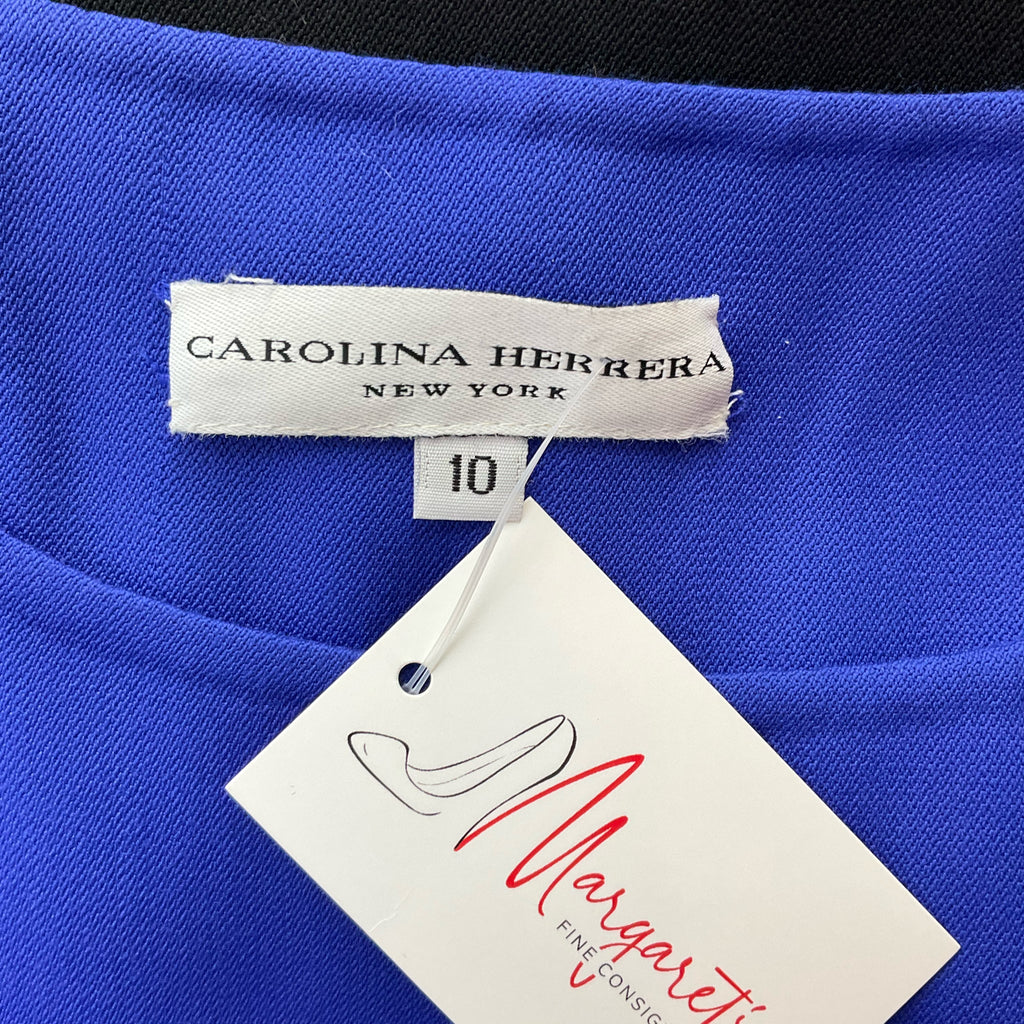 CAROLINA HERRERA
NEW YORK
10
Margaret's
FINE CONSIG